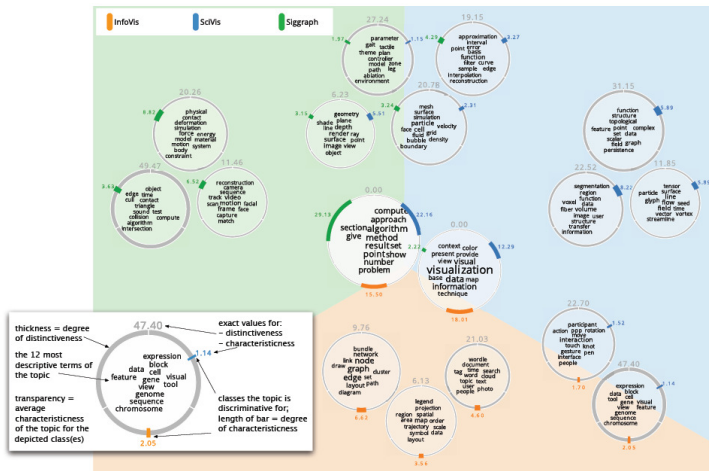 InfoVis
SciVis
Siggraph
27.24
1.97
1.15
parameter
gait tactile
theme plan
controller
model zone
path leg
ablation
environment
19.15
4.29
3.27
approximation
interval
point error
basis
function
filter curve
sample edge
interpolation
reconstruction
20.26
8.82
physical
contact
deformation
simulation
force energy
model material
motion system
body
constraint
6.23
3.15
5.51
geometry
plane
shade line depth
render ray
surface point
image view
object
20.78
3.24
2.31
mesh
surface
simulation
particle
face cell velocity
fluid grid
bubble density
boundary
31.15
5.80
function
structure
topological
feature point complex
set data
scalar
field graph
persistence
49.47
3.65
object
edge time
cull contact
triangle
sound test
collision compute
algorithm
intersection
11.46
4.52
reconstruction
camera
sequence
track video
scan motion facial
frame face
capture
match
22.52
8.22
segmentation
region
function
voxel data
fiber volume
image user
structure
transfer
information
11.85
5.89
tensor
surface
particle line
glyph flow seed
field time
vector vortex
streamline
0.00
29.13
22.16
15.50
compute
approach
section algorithm
give method
result set
point show
number
problem
0.00
2.22
12.29
18.01
context color
present provide
view visual
visualization
base data map
information
technique
9.76
6.62
bundle
network
link node
draw graph
edge cluster
set
layout path
diagram
21.03
4.60
wordle
document
time search
tag word cloud
topic text
user photo
people
6.13
3.54
legend
projection
region spatial
area map order
trajectory scale
symbol data
layout
22.70
1.52
1.70
participant
action pop rotation
move
interaction
touch knot
gesture pen
interface
people
47.40
1.14
2.05
expression
data block
tool cell
gene visual
view feature
genome
sequence
chromosome
47.40
thickness = degree
of distinctiveness
the 12 most
descriptive terms of
the topic
transparency =
average
characteristicness
of the topic for the
depicted class(es)
exact values for:
- distinctiveness
- characteristicness
1.14
expression
block
data cell
feature gene visual
view tool
genome
sequence
chromosome
classes the topic is
discriminative for;
length of bar = degree
of characteristicness
2.05